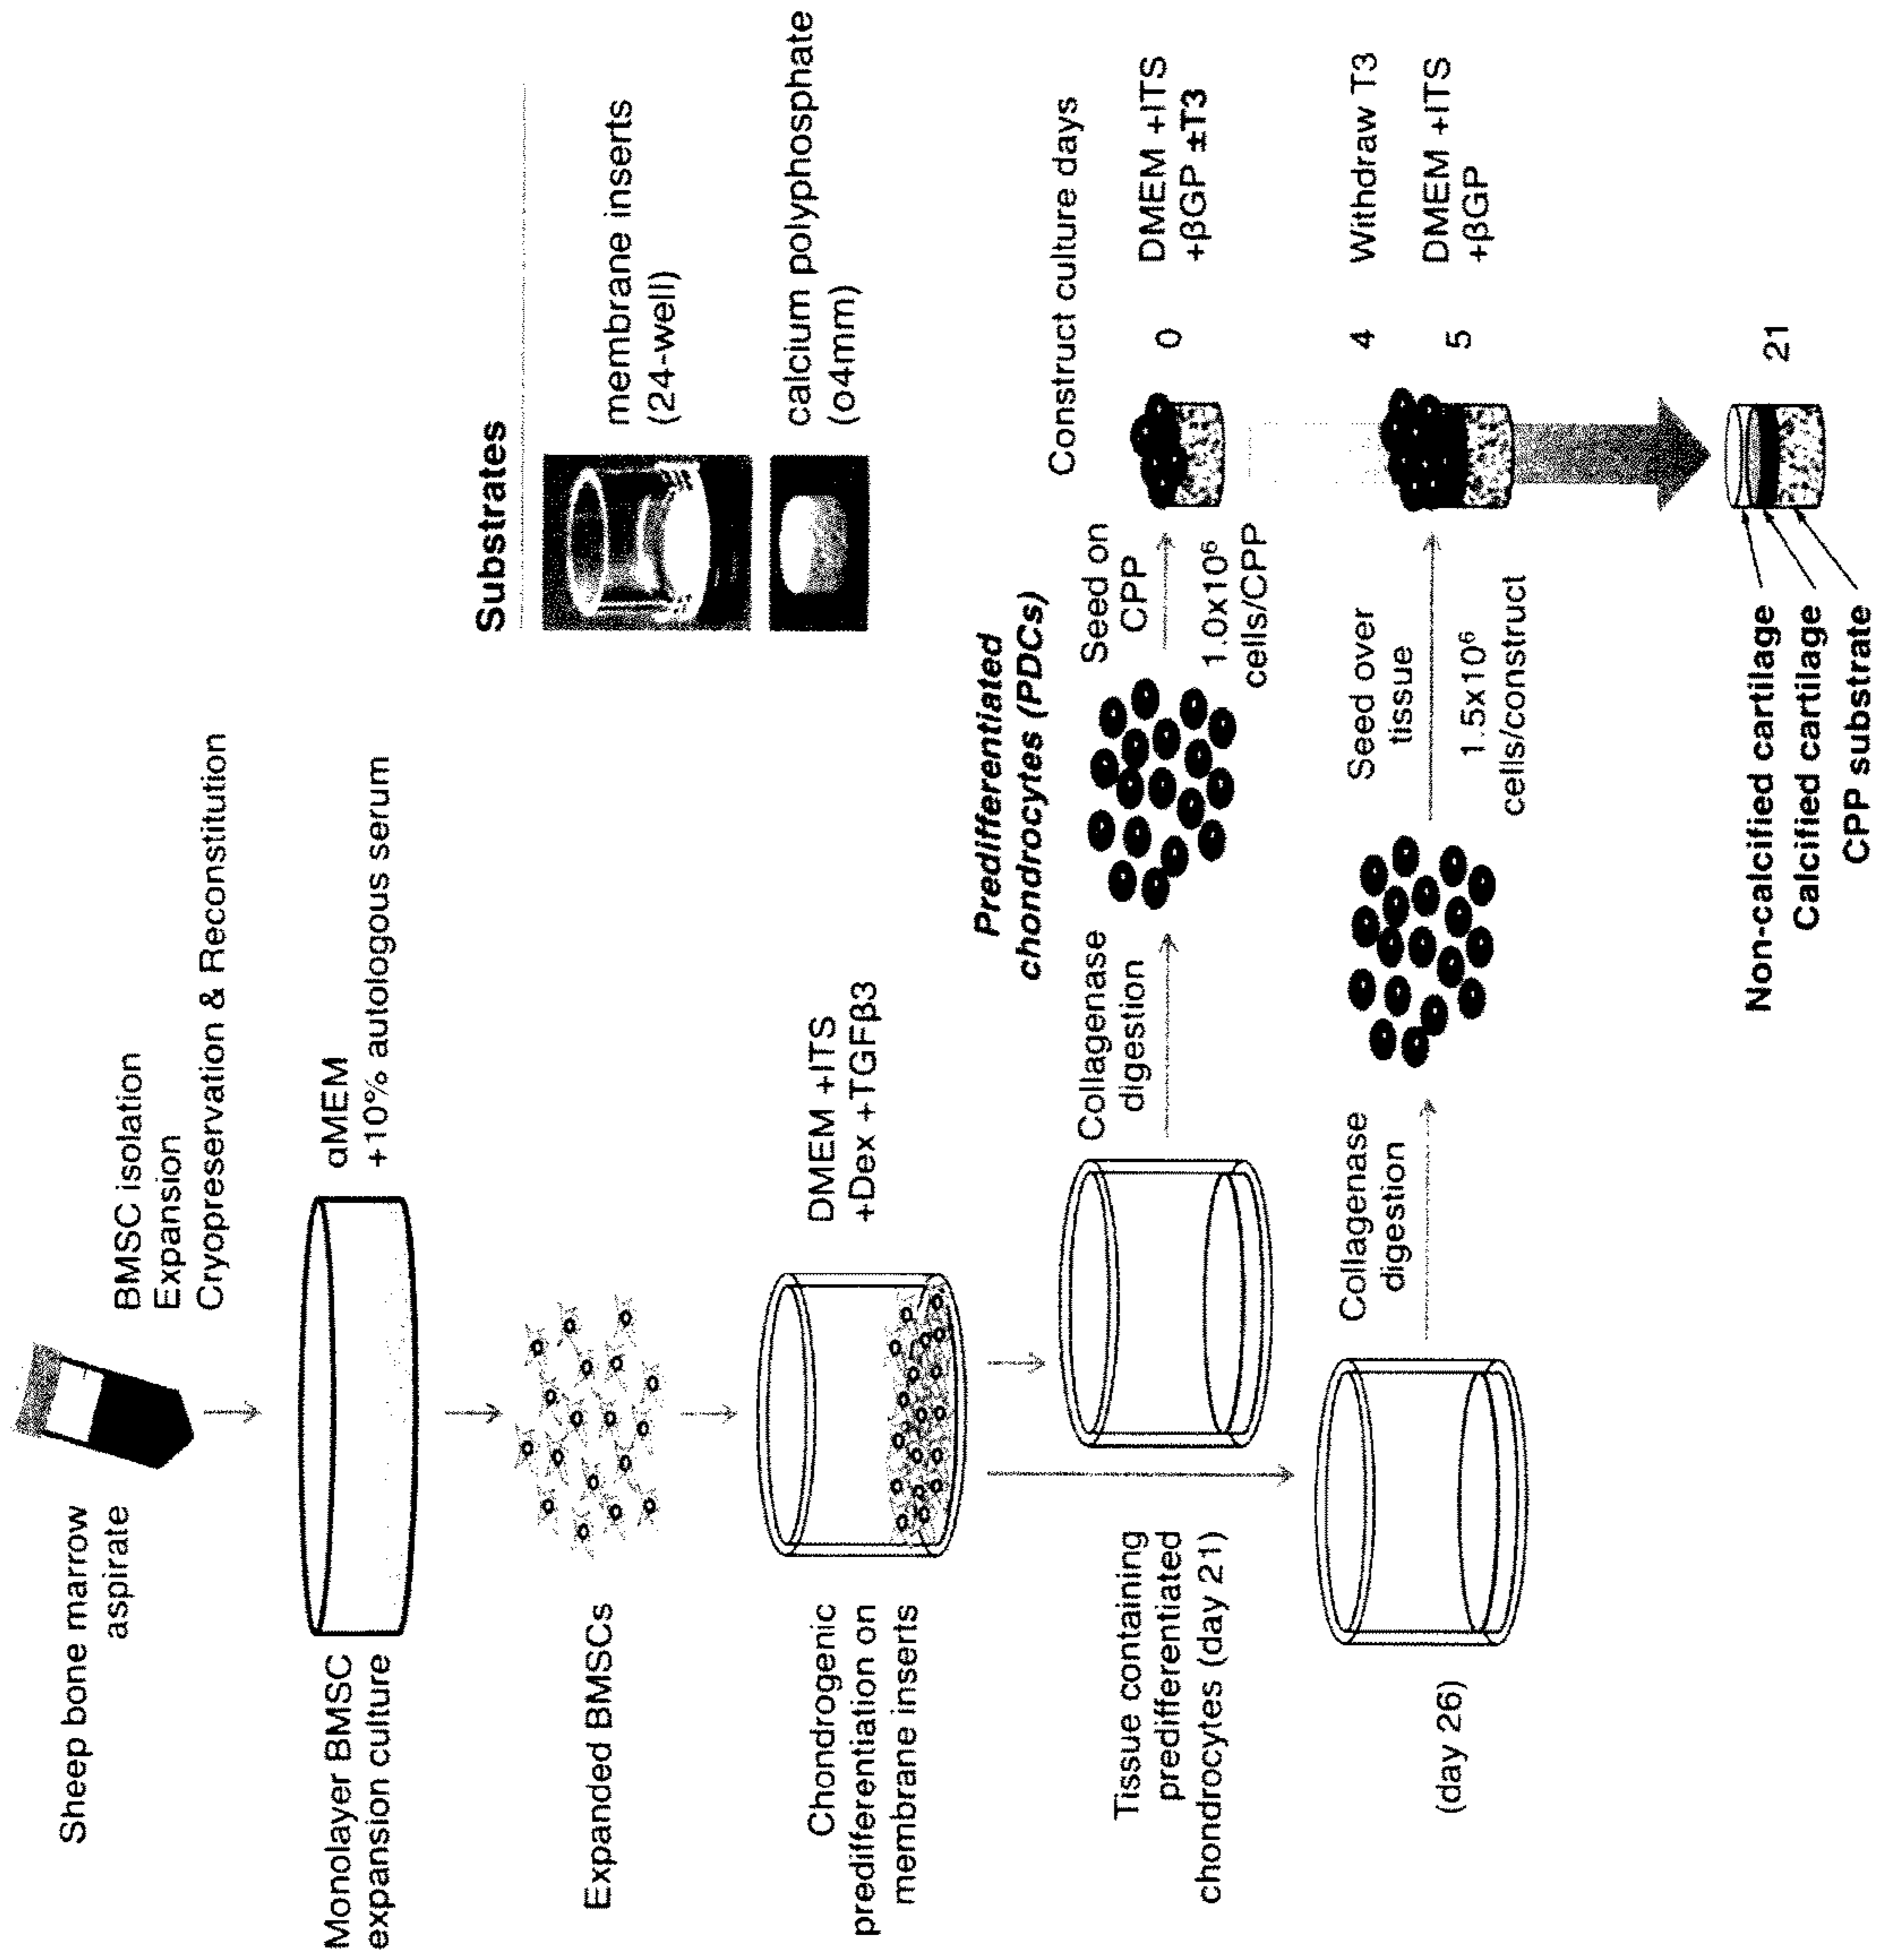 Sheep bone marrow
aspirate
BMSC isolation
Expansion
Cryopreservation & Reconstitution
Monolayer BMSC
expansion culture
αMEM
+10% autologous serum
Expanded BMSCs
Substrates
membrane inserts
(24-well)
calcium polyphosphate
(o4mm)
Chondrogenic
predifferentiation on
membrane inserts
DMEM +ITS
+Dex +TGFβ3
Tissue containing
predifferentiated
chondrocytes (day 21)
Collagenase
digestion
Predifferentiated
chondrocytes (PDCs)
Seed on
CPP
1.0x10⁶
cells/CPP
Construct culture days
0
DMEM +ITS
+βGP ±T3
(day 26)
Collagenase
digestion
Seed over
tissue
1.5x10⁶
cells/construct
4
Withdraw T3
5
DMEM +ITS
+βGP
21
Non-calcified cartilage
Calcified cartilage
CPP substrate